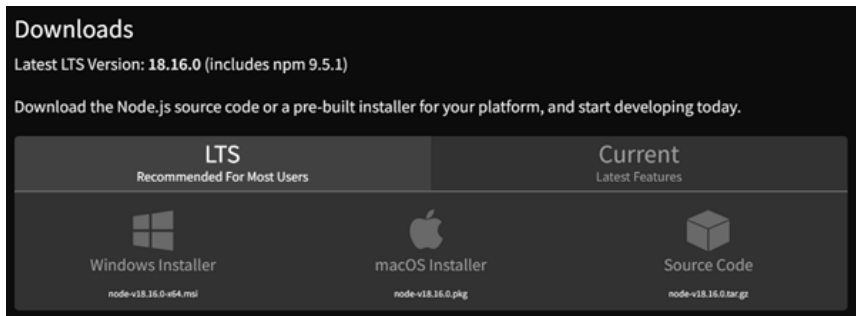 Downloads
Latest LTS Version: 18.16.0 (includes npm 9.5.1)
Download the Node.js source code or a pre-built installer for your platform, and start developing today.
LTS
Recommended For Most Users
Current
Latest Features
Windows Installer
node-v18.16.0-x64.msi
macOS Installer
node-v18.16.0.pkg
Source Code
node-v18.16.0.tar.gz